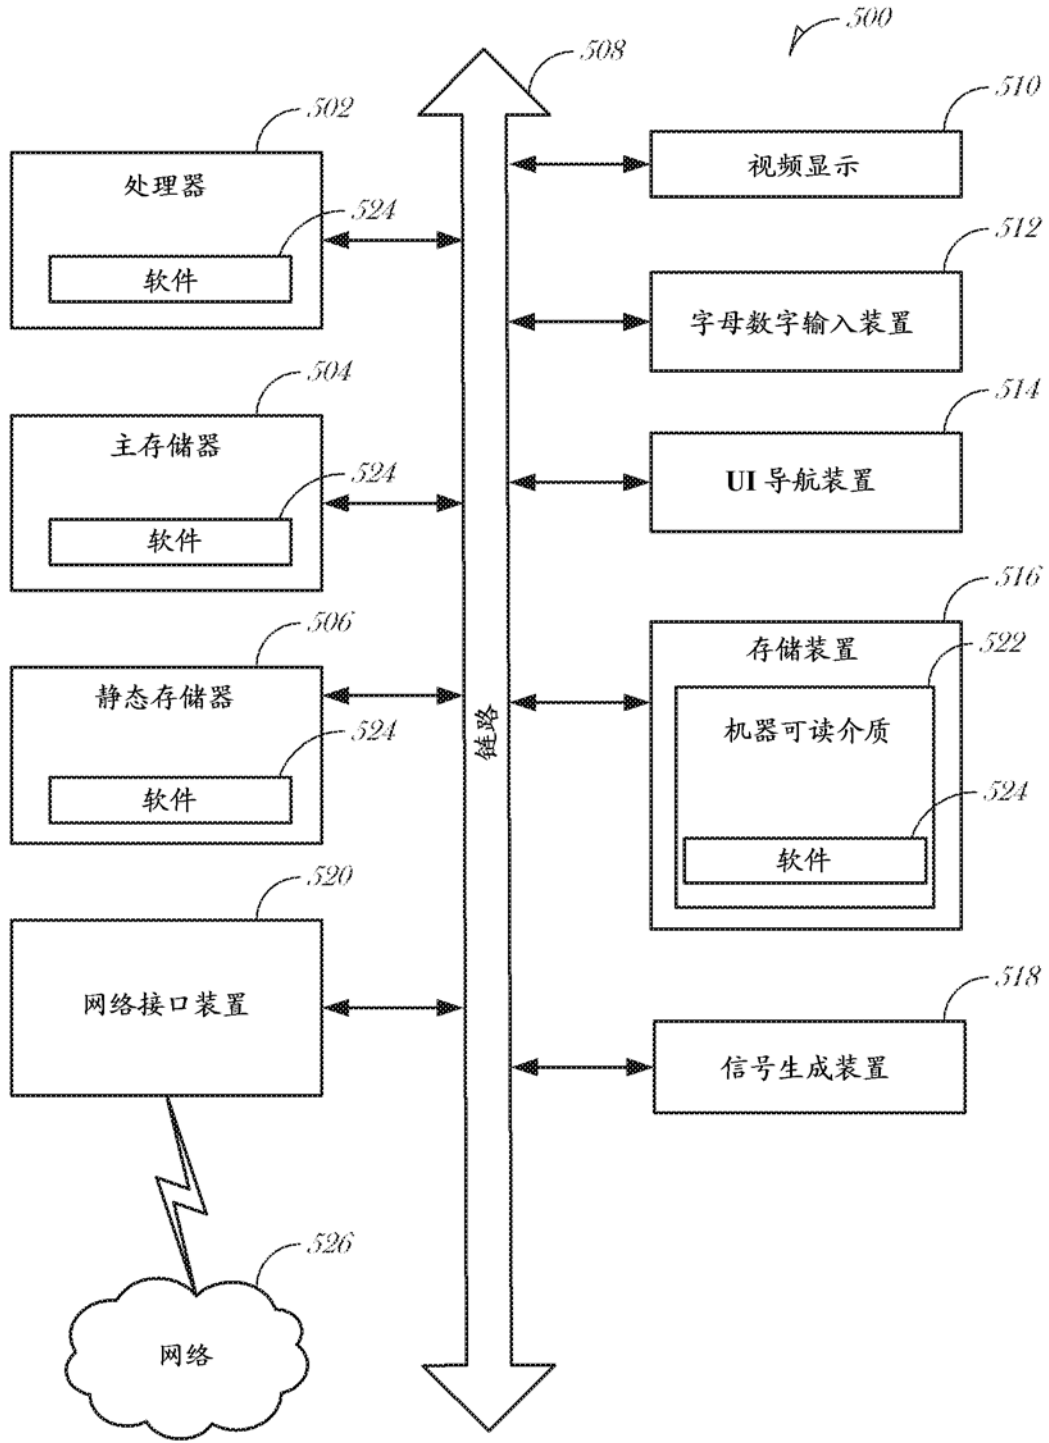 500
508
502
处理器
524
软件
504
主存储器
524
软件
506
静态存储器
524
软件
520
网络接口装置
526
网络
链路
510
视频显示
512
字母数字输入装置
514
UI 导航装置
516
存储装置
522
机器可读介质
524
软件
518
信号生成装置